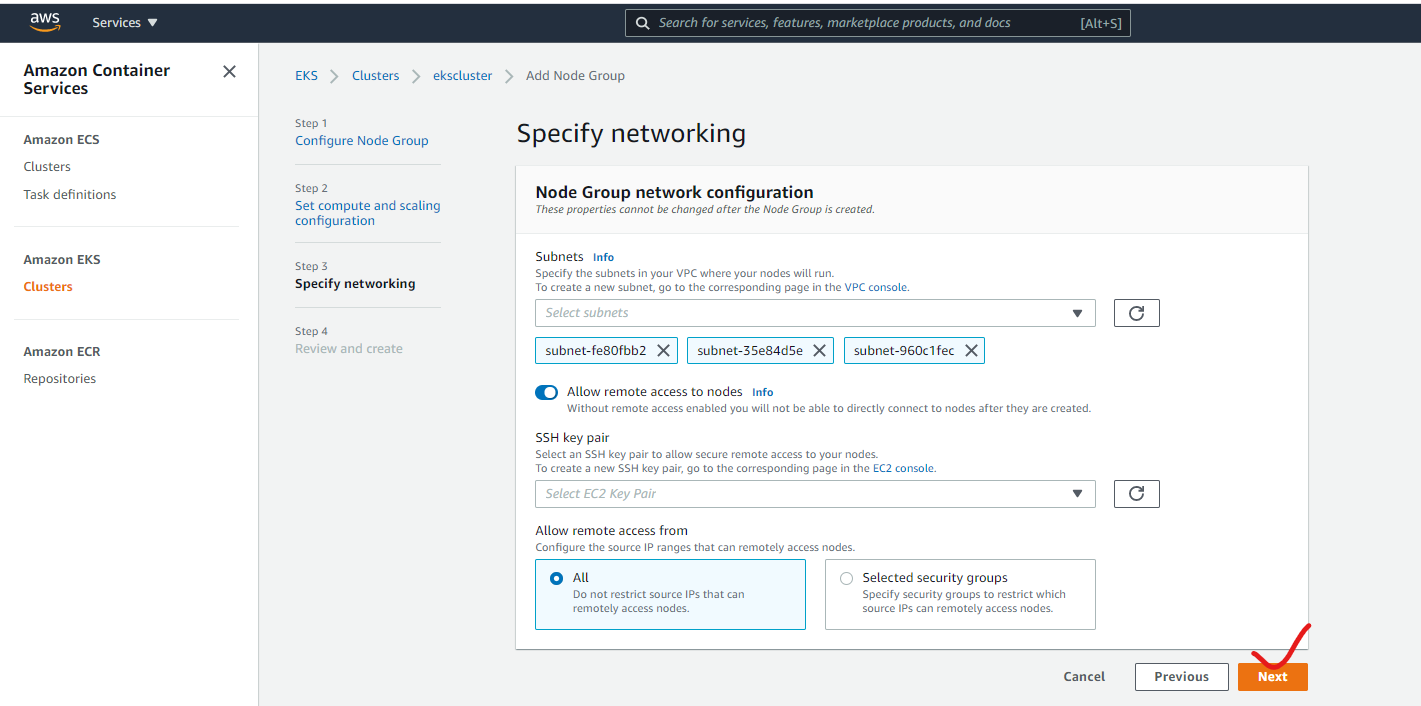 aws
Services
Search for services, features, marketplace products, and docs
[Alt+S]
Amazon Container
Services
Amazon ECS
Clusters
Task definitions
Amazon EKS
Clusters
Amazon ECR
Repositories
EKS
Clusters
ekscluster
Add Node Group
Step 1
Configure Node Group
Step 2
Set compute and scaling
configuration
Step 3
Specify networking
Step 4
Review and create
Specify networking
Node Group network configuration
These properties cannot be changed after the Node Group is created.
Subnets Info
Specify the subnets in your VPC where your nodes will run.
To create a new subnet, go to the corresponding page in the VPC console.
Select subnets
subnet-fe80fbb2
subnet-35e84d5e
subnet-960c1fec
Allow remote access to nodes Info
Without remote access enabled you will not be able to directly connect to nodes after they are created.
SSH key pair
Select an SSH key pair to allow secure remote access to your nodes.
To create a new SSH key pair, go to the corresponding page in the EC2 console.
Select EC2 Key Pair
Allow remote access from
Configure the source IP ranges that can remotely access nodes.
All
Do not restrict source IPs that can
remotely access nodes.
Selected security groups
Specify security groups to restrict which
source IPs can remotely access nodes.
Cancel
Previous
Next